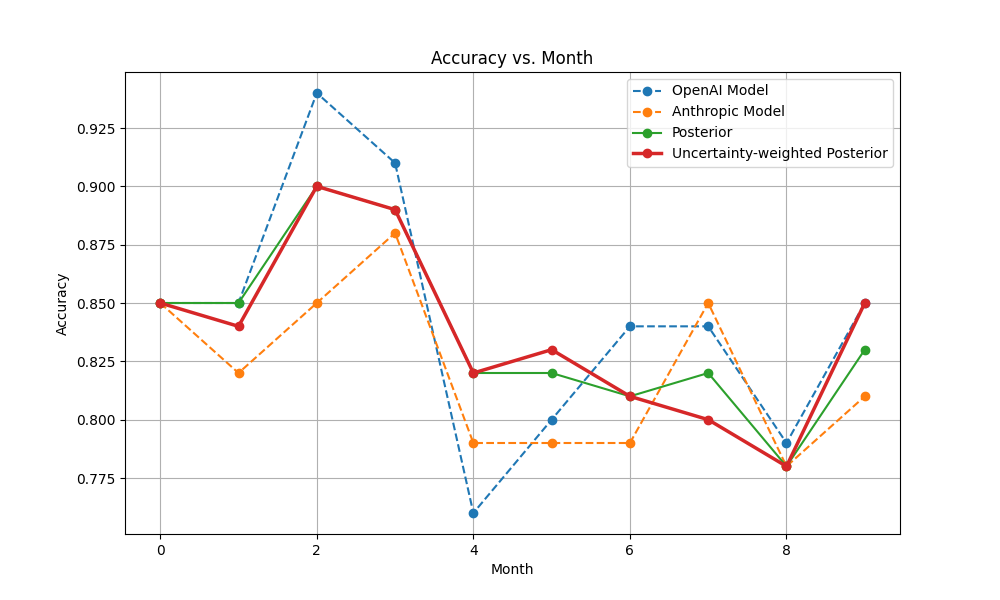 Accuracy vs. Month
OpenAI Model
Anthropic Model
Posterior
Uncertainty-weighted Posterior
Accuracy
0.925
0.900
0.875
0.850
0.825
0.800
0.775
0 2 4 6 8
Month